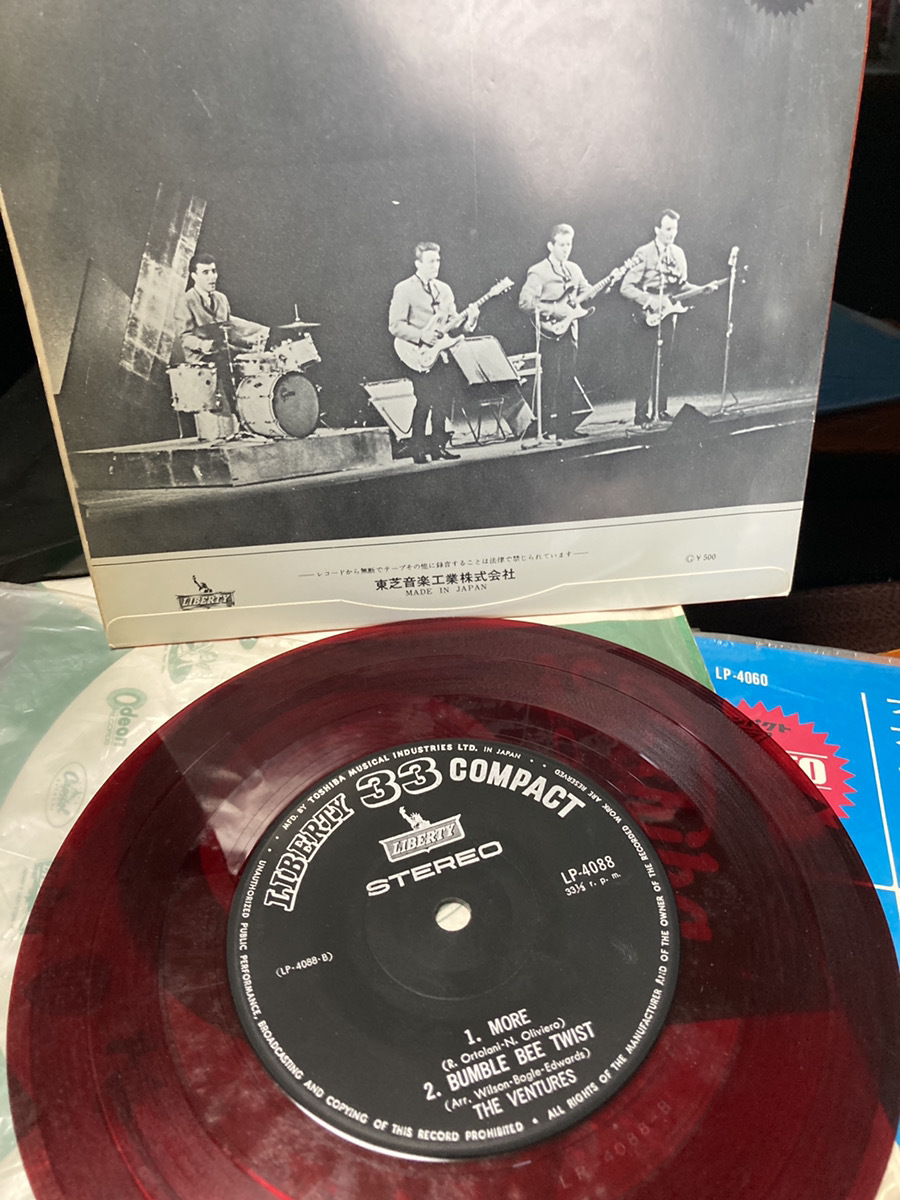 レコードから無断でテープその他に録音することは法律で禁じられています
東芝音楽工業株式会社
MADE IN JAPAN
Ⓒ¥500
LIBERTY
Odeon
LP-4060
MFD. BY TOSHIBA MUSICAL INDUSTRIES LTD. IN JAPAN
LIBERTY 33 COMPACT
LIBERTY
STEREO
LP-4088
33⅓ r. p. m.
(LP-4088-B)
1. MORE
(R. Ortolani-N. Oliviero)
2. BUMBLE BEE TWIST
(Arr. Wilson-Bogle-Edwards)
THE VENTURES
UNAUTHORIZED PUBLIC PERFORMANCE, BROADCASTING AND COPYING OF THIS RECORD PROHIBITED • ALL RIGHTS OF THE MANUFACTURER AND OF THE OWNER OF THE RECORDED WORK ARE RESERVED
LP-4088-B